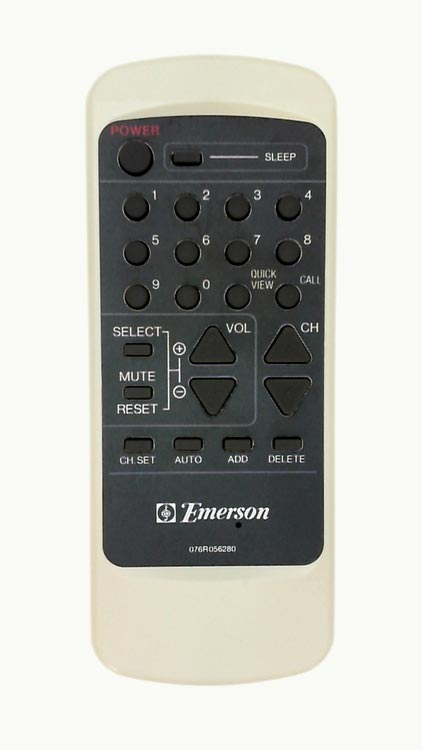 POWER
SLEEP
1 2 3 4
5 6 7 8
9 0 QUICK VIEW CALL
SELECT VOL CH
+
MUTE
−
RESET
CH.SET AUTO ADD DELETE
Emerson
076R056280